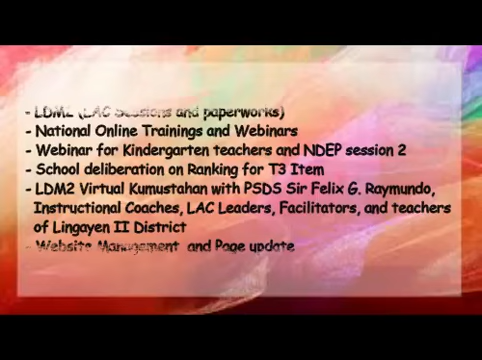 - LDM2 (LAC Sessions and paperworks)
- National Online Trainings and Webinars
- Webinar for Kindergarten teachers and NDEP session 2
- School deliberation on Ranking for T3 Item
- LDM2 Virtual Kumustahan with PSDS Sir Felix G. Raymundo,
Instructional Coaches, LAC Leaders, Facilitators, and teachers
of Lingayen II District
- Website Management and Page update